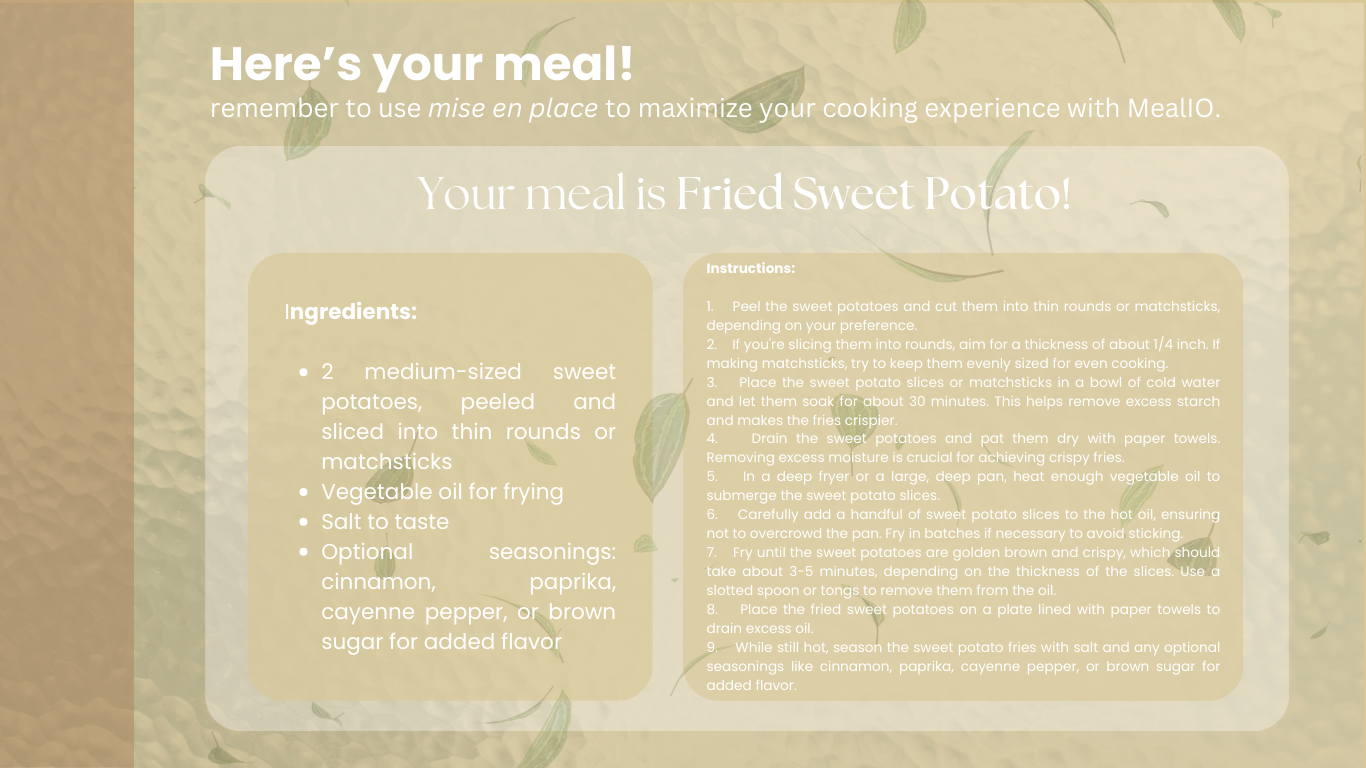 Here’s your meal!
remember to use mise en place to maximize your cooking experience with MealIO.
Your meal is Fried Sweet Potato!
Ingredients:
• 2 medium-sized sweet
potatoes, peeled and
sliced into thin rounds or
matchsticks
• Vegetable oil for frying
• Salt to taste
• Optional seasonings:
cinnamon, paprika,
cayenne pepper, or brown
sugar for added flavor
Instructions:
1. Peel the sweet potatoes and cut them into thin rounds or matchsticks,
depending on your preference.
2. If you're slicing them into rounds, aim for a thickness of about 1/4 inch. If
making matchsticks, try to keep them evenly sized for even cooking.
3. Place the sweet potato slices or matchsticks in a bowl of cold water
and let them soak for about 30 minutes. This helps remove excess starch
and makes the fries crispier.
4. Drain the sweet potatoes and pat them dry with paper towels.
Removing excess moisture is crucial for achieving crispy fries.
5. In a deep fryer or a large, deep pan, heat enough vegetable oil to
submerge the sweet potato slices.
6. Carefully add a handful of sweet potato slices to the hot oil, ensuring
not to overcrowd the pan. Fry in batches if necessary to avoid sticking.
7. Fry until the sweet potatoes are golden brown and crispy, which should
take about 3-5 minutes, depending on the thickness of the slices. Use a
slotted spoon or tongs to remove them from the oil.
8. Place the fried sweet potatoes on a plate lined with paper towels to
drain excess oil.
9. While still hot, season the sweet potato fries with salt and any optional
seasonings like cinnamon, paprika, cayenne pepper, or brown sugar for
added flavor.